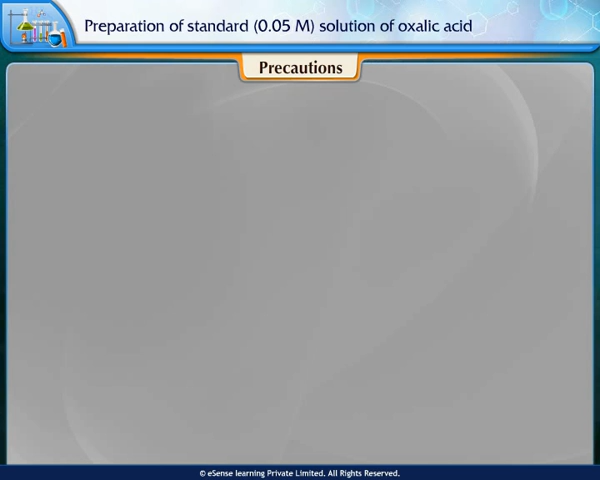 Preparation of standard (0.05 M) solution of oxalic acid
Precautions
© eSense learning Private Limited. All Rights Reserved.